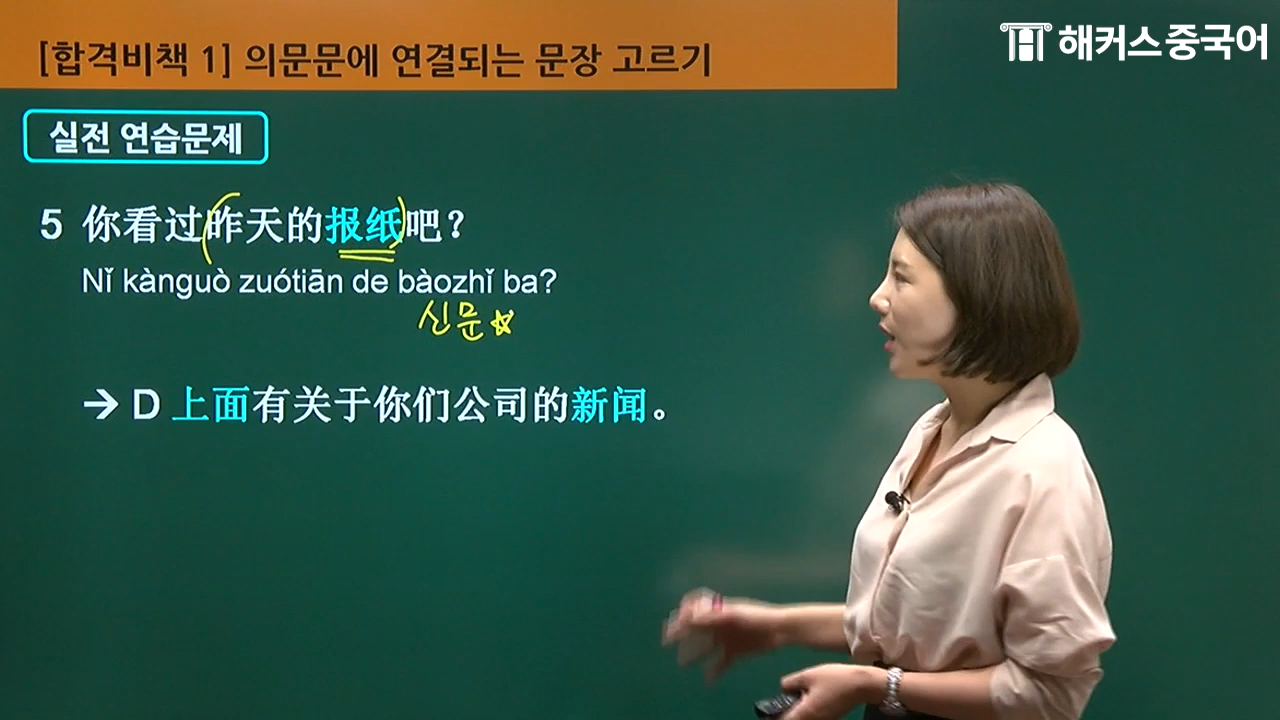 [합격비책 1] 의문문에 연결되는 문장 고르기
해커스중국어
실전 연습문제
5 你看过昨天的报纸吧?
Nǐ kànguò zuótiān de bàozhǐ ba?
신문☆
→ D 上面有关于你们公司的新闻。